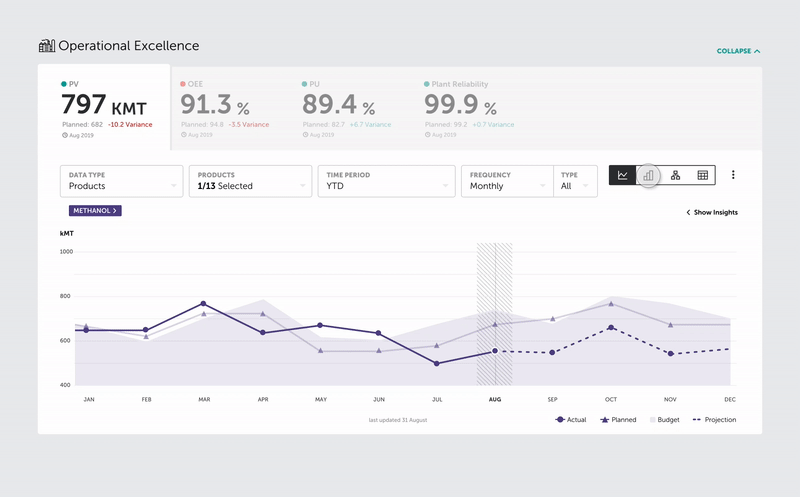 Operational Excellence
COLLAPSE
PV
797 KMT
Planned: 682 -10.2 Variance
Aug 2019
OEE
91.3 %
Planned: 94.8 -3.5 Variance
Aug 2019
PU
89.4 %
Planned: 82.7 +6.7 Variance
Aug 2019
Plant Reliability
99.9 %
Planned: 99.2 +0.7 Variance
Aug 2019
DATA TYPE
Products
PRODUCTS
1/13 Selected
TIME PERIOD
YTD
FREQUENCY
Monthly
TYPE
All
METHANOL >
< Show Insights
kMT
1000
800
600
400
JAN FEB MAR APR MAY JUN JUL AUG SEP OCT NOV DEC
last updated 31 August
Actual Planned Budget Projection